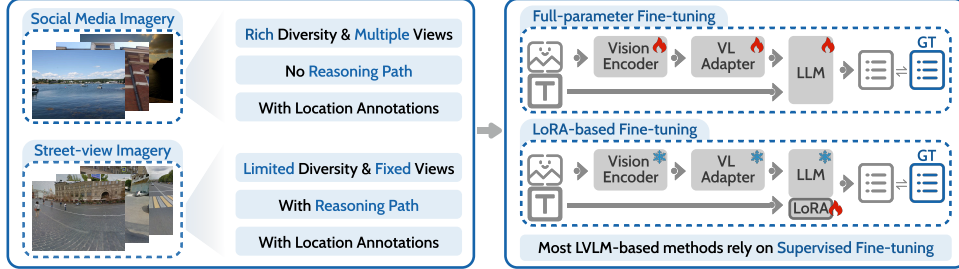 Social Media Imagery
Rich Diversity & Multiple Views
No Reasoning Path
With Location Annotations
Street-view Imagery
Limited Diversity & Fixed Views
With Reasoning Path
With Location Annotations
Full-parameter Fine-tuning
Vision
Encoder
VL
Adapter
LLM
GT
T
LoRA-based Fine-tuning
Vision
Encoder
VL
Adapter
LLM
GT
T
LoRA
Most LVLM-based methods rely on Supervised Fine-tuning